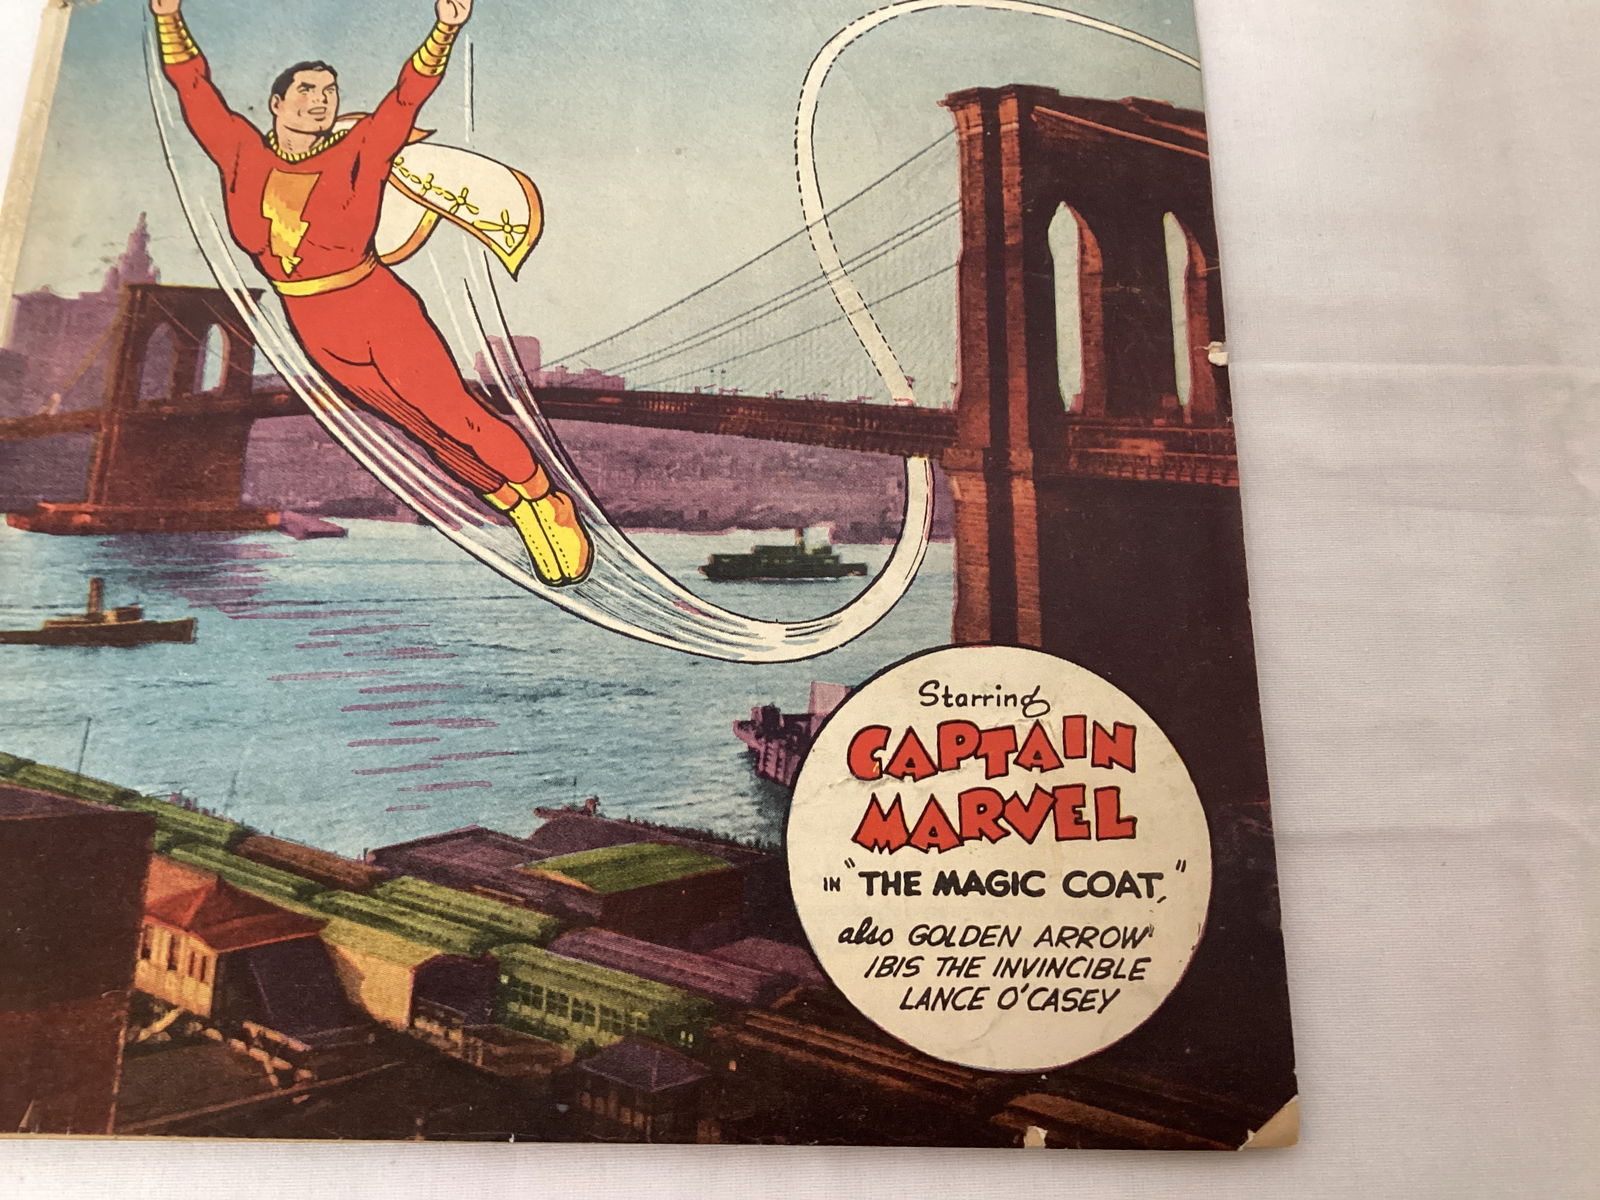 Starring
CAPTAIN
MARVEL
IN "THE MAGIC COAT,"
also GOLDEN ARROW
IBIS THE INVINCIBLE
LANCE O'CASEY